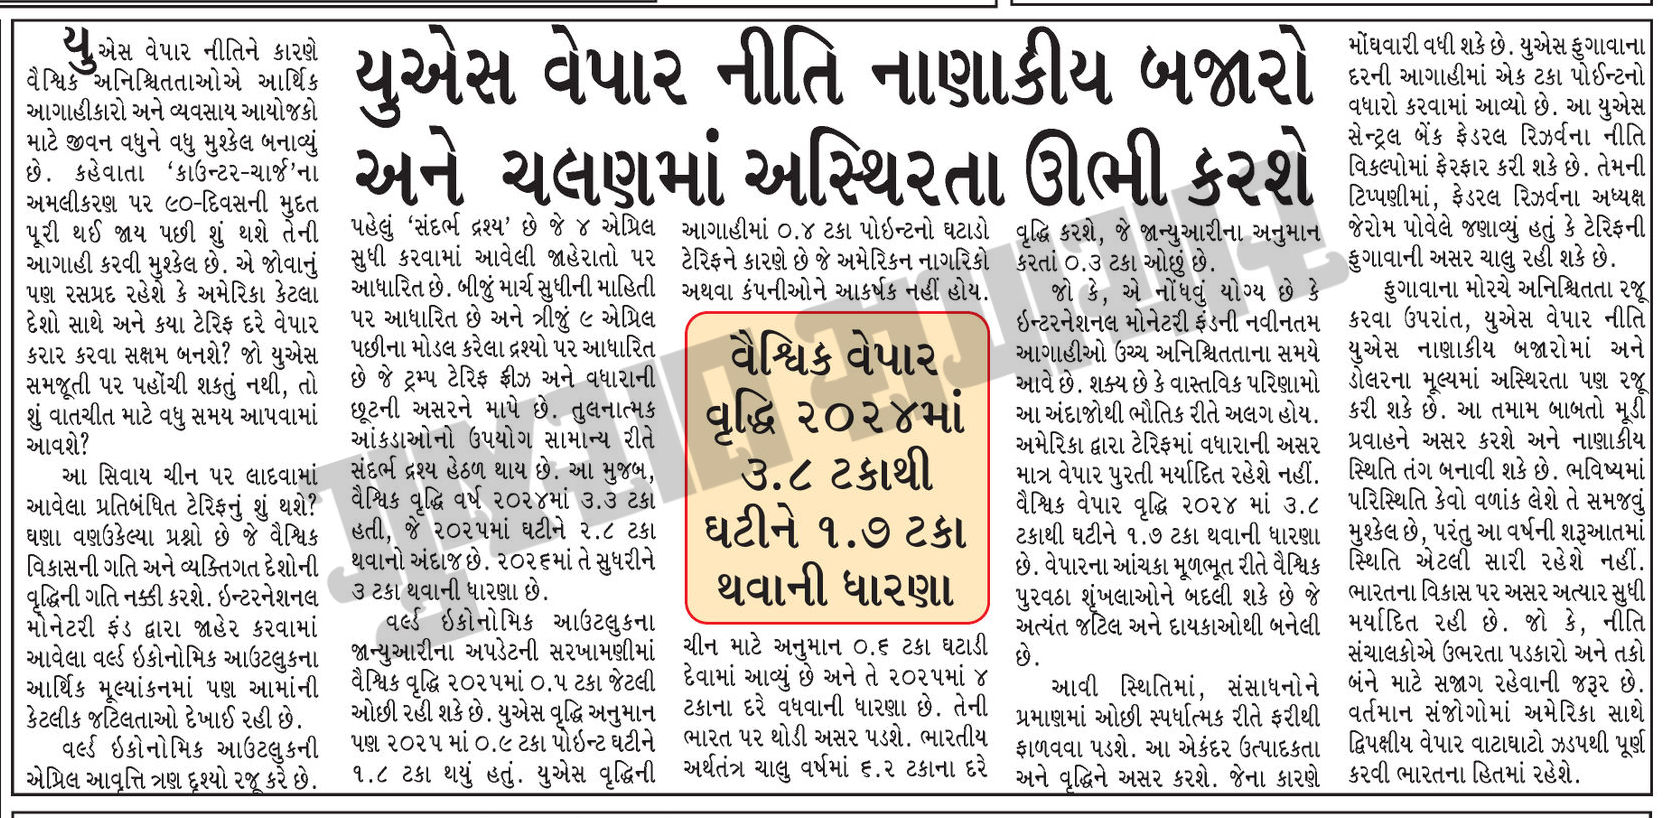 યુએસ વેપાર નીતિ નાણાકીય બજારો
અને ચલણમાં અસ્થિરતા ઊભી કરશે
યુએસ વેપાર નીતિને કારણે
વૈશ્વિક અનિશ્ચિતતાઓએ આર્થિક
આગાહીકારો અને વ્યવસાય આયોજકો
માટે જીવન વધુને વધુ મુશ્કેલ બનાવ્યું
છે. કહેવાતા ‘કાઉન્ટર-ચાર્જ’ના
અમલીકરણ પર ૯૦-દિવસની મુદત
પૂરી થઈ જાય પછી શું થશે તેની
આગાહી કરવી મુશ્કેલ છે. એ જોવાનું
પણ રસપ્રદ રહેશે કે અમેરિકા કેટલા
દેશો સાથે અને કયા ટેરિફ દરે વેપાર
કરાર કરવા સક્ષમ બનશે? જો યુએસ
સમજૂતી પર પહોંચી શકતું નથી, તો
શું વાતચીત માટે વધુ સમય આપવામાં
આવશે?
આ સિવાય ચીન પર લાદવામાં
આવેલા પ્રતિબંધિત ટેરિફનું શું થશે?
ઘણા વણઉકેલ્યા પ્રશ્નો છે જે વૈશ્વિક
વિકાસની ગતિ અને વ્યક્તિગત દેશોની
વૃદ્ધિની ગતિ નક્કી કરશે. ઇન્ટરનેશનલ
મોનેટરી ફંડ દ્વારા જાહેર કરવામાં
આવેલા વર્લ્ડ ઇકોનોમિક આઉટલુકના
આર્થિક મૂલ્યાંકનમાં પણ આમાંની
કેટલીક જટિલતાઓ દેખાઈ રહી છે.
વર્લ્ડ ઇકોનોમિક આઉટલુકની
એપ્રિલ આવૃત્તિ ત્રણ દૃશ્યો રજૂ કરે છે.
પહેલું ‘સંદર્ભ દ્રશ્ય’ છે જે ૪ એપ્રિલ
સુધી કરવામાં આવેલી જાહેરાતો પર
આધારિત છે. બીજું માર્ચ સુધીની માહિતી
પર આધારિત છે અને ત્રીજું ૯ એપ્રિલ
પછીના મોડલ કરેલા દ્રશ્યો પર આધારિત
છે જે ટ્રમ્પ ટેરિફ ફ્રીઝ અને વધારાની
છૂટની અસરને માપે છે. તુલનાત્મક
આંકડાઓનો ઉપયોગ સામાન્ય રીતે
સંદર્ભ દ્રશ્ય હેઠળ થાય છે. આ મુજબ,
વૈશ્વિક વૃદ્ધિ વર્ષ ૨૦૨૪માં ૩.૩ ટકા
હતી, જે ૨૦૨૫માં ઘટીને ૨.૮ ટકા
થવાનો અંદાજ છે. ૨૦૨૬માં તે સુધરીને
૩ ટકા થવાની ધારણા છે.
વર્લ્ડ ઇકોનોમિક આઉટલુકના
જાન્યુઆરીના અપડેટની સરખામણીમાં
વૈશ્વિક વૃદ્ધિ ૨૦૨૫માં ૦.૫ ટકા જેટલી
ઓછી રહી શકે છે. યુએસ વૃદ્ધિ અનુમાન
પણ ૨૦૨૫ માં ૦.૯ ટકા પોઇન્ટ ઘટીને
૧.૮ ટકા થયું હતું. યુએસ વૃદ્ધિની
આગાહીમાં ૦.૪ ટકા પોઇન્ટનો ઘટાડો
ટેરિફને કારણે છે જે અમેરિકન નાગરિકો
અથવા કંપનીઓને આકર્ષક નહીં હોય.
વૈશ્વિક વેપાર
વૃદ્ધિ ૨૦૨૪માં
૩.૮ ટકાથી
ઘટીને ૧.૭ ટકા
થવાની ધારણા
ચીન માટે અનુમાન ૦.૬ ટકા ઘટાડી
દેવામાં આવ્યું છે અને તે ૨૦૨૫માં ૪
ટકાના દરે વધવાની ધારણા છે. તેની
ભારત પર થોડી અસર પડશે. ભારતીય
અર્થતંત્ર ચાલુ વર્ષમાં ૬.૨ ટકાના દરે
વૃદ્ધિ કરશે, જે જાન્યુઆરીના અનુમાન
કરતાં ૦.૩ ટકા ઓછું છે.
જો કે, એ નોંધવું યોગ્ય છે કે
ઇન્ટરનેશનલ મોનેટરી ફંડની નવીનતમ
આગાહીઓ ઉચ્ચ અનિશ્ચિતતાના સમયે
આવે છે. શક્ય છે કે વાસ્તવિક પરિણામો
આ અંદાજોથી ભૌતિક રીતે અલગ હોય.
અમેરિકા દ્વારા ટેરિફમાં વધારાની અસર
માત્ર વેપાર પુરતી મર્યાદિત રહેશે નહીં.
વૈશ્વિક વેપાર વૃદ્ધિ ૨૦૨૪ માં ૩.૮
ટકાથી ઘટીને ૧.૭ ટકા થવાની ધારણા
છે. વેપારના આંચકા મૂળભૂત રીતે વૈશ્વિક
પુરવઠા શૃંખલાઓને બદલી શકે છે જે
અત્યંત જટિલ અને દાયકાઓથી બનેલી
છે.
આવી સ્થિતિમાં, સંસાધનોને
પ્રમાણમાં ઓછી સ્પર્ધાત્મક રીતે ફરીથી
ફાળવવા પડશે. આ એકંદર ઉત્પાદકતા
અને વૃદ્ધિને અસર કરશે. જેના કારણે
મોંઘવારી વધી શકે છે. યુએસ ફુગાવાના
દરની આગાહીમાં એક ટકા પોઈન્ટનો
વધારો કરવામાં આવ્યો છે. આ યુએસ
સેન્ટ્રલ બેંક ફેડરલ રિઝર્વના નીતિ
વિકલ્પોમાં ફેરફાર કરી શકે છે. તેમની
ટિપ્પણીમાં, ફેડરલ રિઝર્વના અધ્યક્ષ
જેરોમ પોવેલે જણાવ્યું હતું કે ટેરિફની
ફુગાવાની અસર ચાલુ રહી શકે છે.
ફુગાવાના મોરચે અનિશ્ચિતતા રજૂ
કરવા ઉપરાંત, યુએસ વેપાર નીતિ
યુએસ નાણાકીય બજારોમાં અને
ડોલરના મૂલ્યમાં અસ્થિરતા પણ રજૂ
કરી શકે છે. આ તમામ બાબતો મૂડી
પ્રવાહને અસર કરશે અને નાણાકીય
સ્થિતિ તંગ બનાવી શકે છે. ભવિષ્યમાં
પરિસ્થિતિ કેવો વળાંક લેશે તે સમજવું
મુશ્કેલ છે, પરંતુ આ વર્ષની શરૂઆતમાં
સ્થિતિ એટલી સારી રહેશે નહીં.
ભારતના વિકાસ પર અસર અત્યાર સુધી
મર્યાદિત રહી છે. જો કે, નીતિ
સંચાલકોએ ઉભરતા પડકારો અને તકો
બંને માટે સજાગ રહેવાની જરૂર છે.
વર્તમાન સંજોગોમાં અમેરિકા સાથે
દ્વિપક્ષીય વેપાર વાટાઘાટો ઝડપથી પૂર્ણ
કરવી ભારતના હિતમાં રહેશે.
ગુજરાત સમાચાર